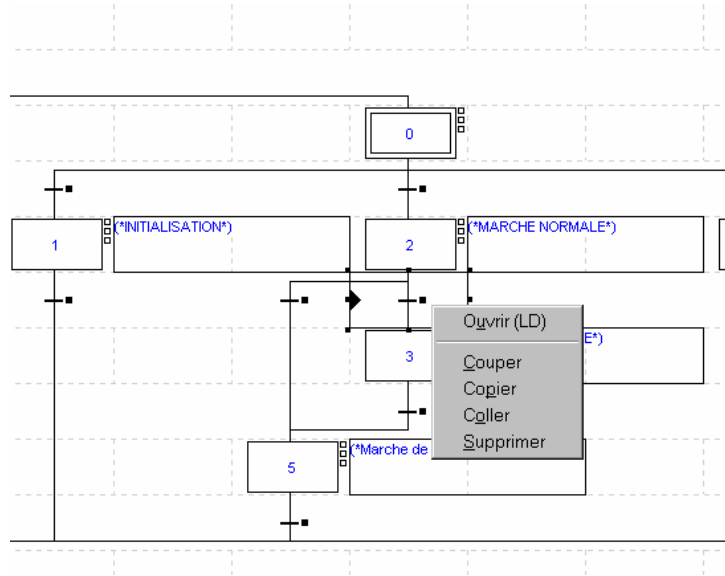 0
1
(*INITIALISATION*)
2
(*MARCHE NORMALE*)
Ouvrir (LD)
3
E*)
Couper
Copier
Coller
Supprimer
5
(*Marche de